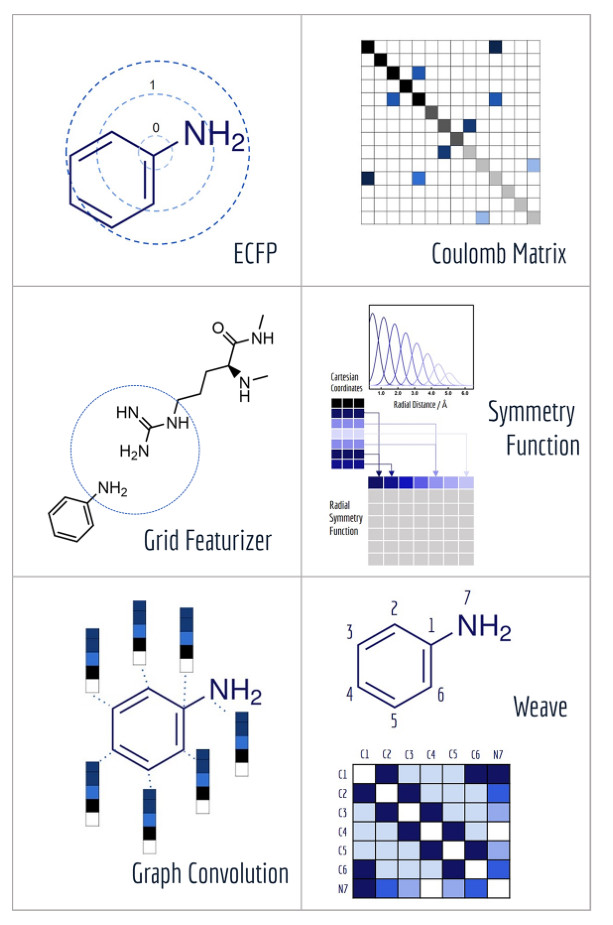 1
0
NH2
ECFP
Coulomb Matrix
O
NH
N
H
HN
NH
H2N
NH2
Grid Featurizer
Cartesian
Coordinates
1.0 2.0 3.0 4.0 5.0 6.0
Radial Distance / Å
Symmetry
Function
Radial
Symmetry
Function
NH2
Graph Convolution
7
2
1
NH2
3
4
6
5
Weave
C1 C2 C3 C4 C5 C6 N7
C1
C2
C3
C4
C5
C6
N7